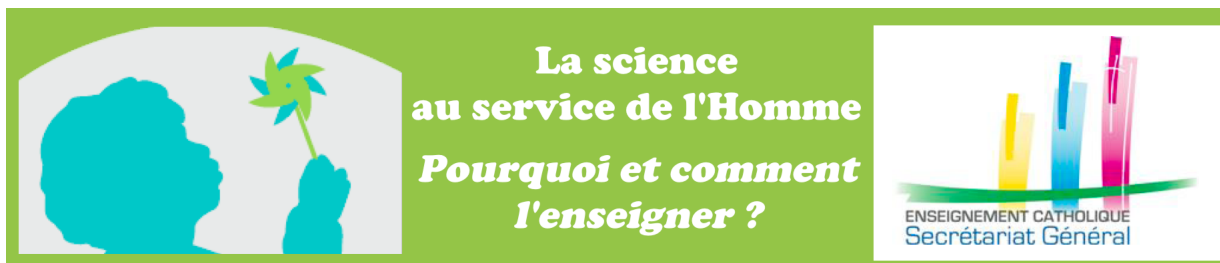 La science
au service de l'Homme
Pourquoi et comment
l'enseigner ?
ENSEIGNEMENT CATHOLIQUE
Secrétariat Général